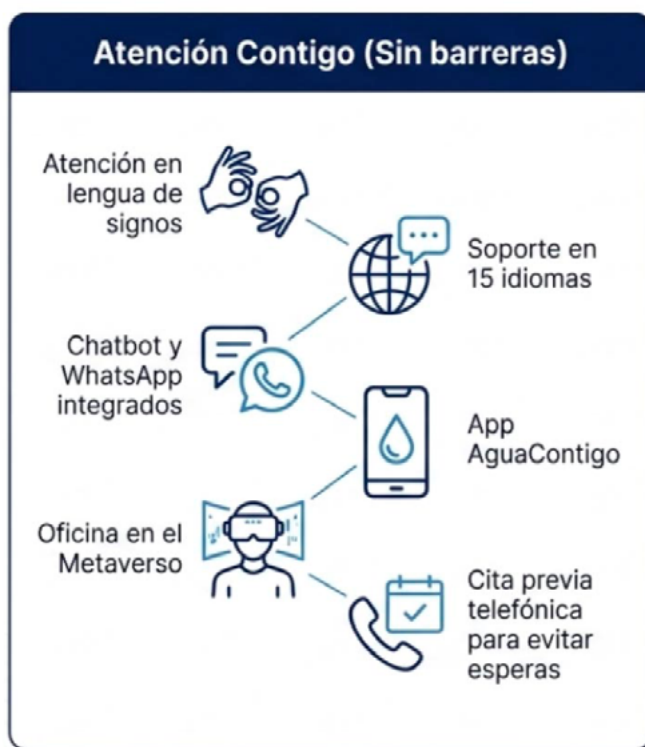 Atención Contigo (Sin barreras)
Atención en
lengua de
signos
Soporte en
15 idiomas
Chatbot y
WhatsApp
integrados
App
AguaContigo
Oficina en el
Metaverso
Cita previa
telefónica
para evitar
esperas